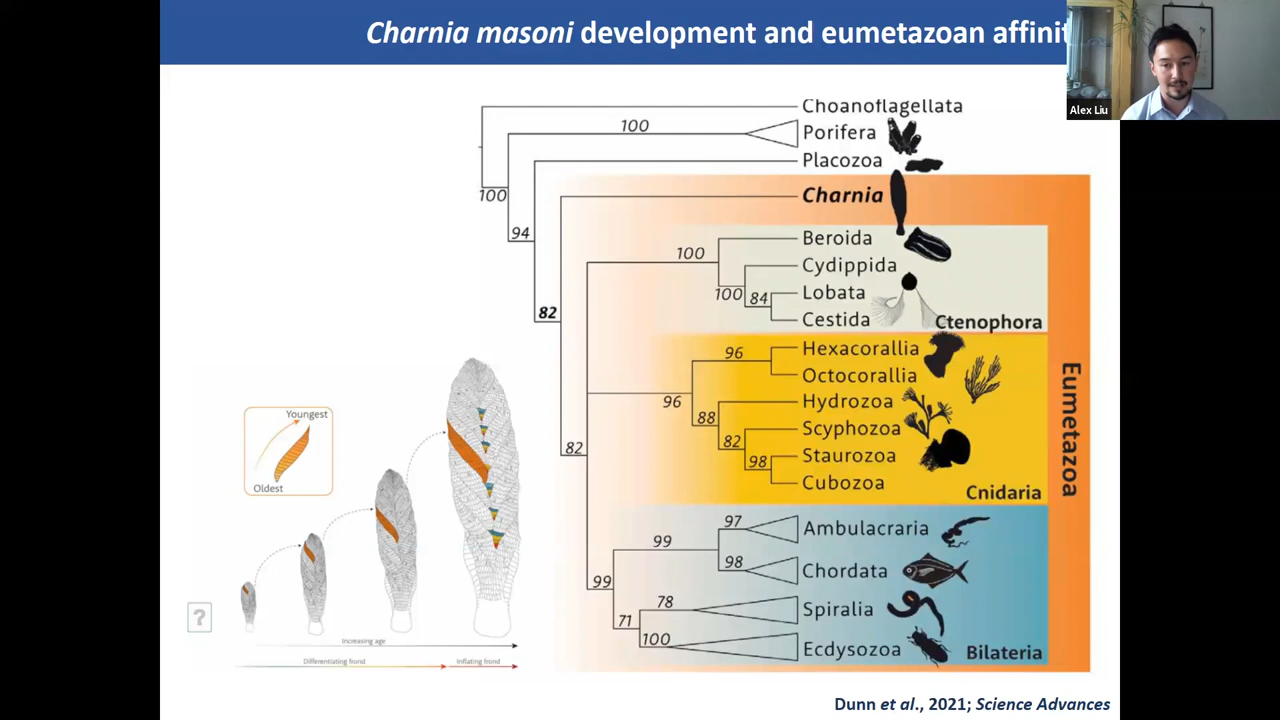 Charnia masoni development and eumetazoan affinit
Alex Liu
Choanoflagellata
100
Porifera
Placozoa
100
Charnia
94
Beroida
100
Cydippida
100
84
Lobata
82
Cestida
Ctenophora
96
Hexacorallia
Octocorallia
96
Hydrozoa
88
Scyphozoa
82
Staurozoa
98
Cubozoa
82
Cnidaria
Eumetazoa
97
Ambulacraria
99
98
Chordata
99
78
Spiralia
71
100
Ecdysozoa
Bilateria
Youngest
Oldest
?
Increasing age
Differentiating frond
Inflating frond
Dunn et al., 2021; Science Advances